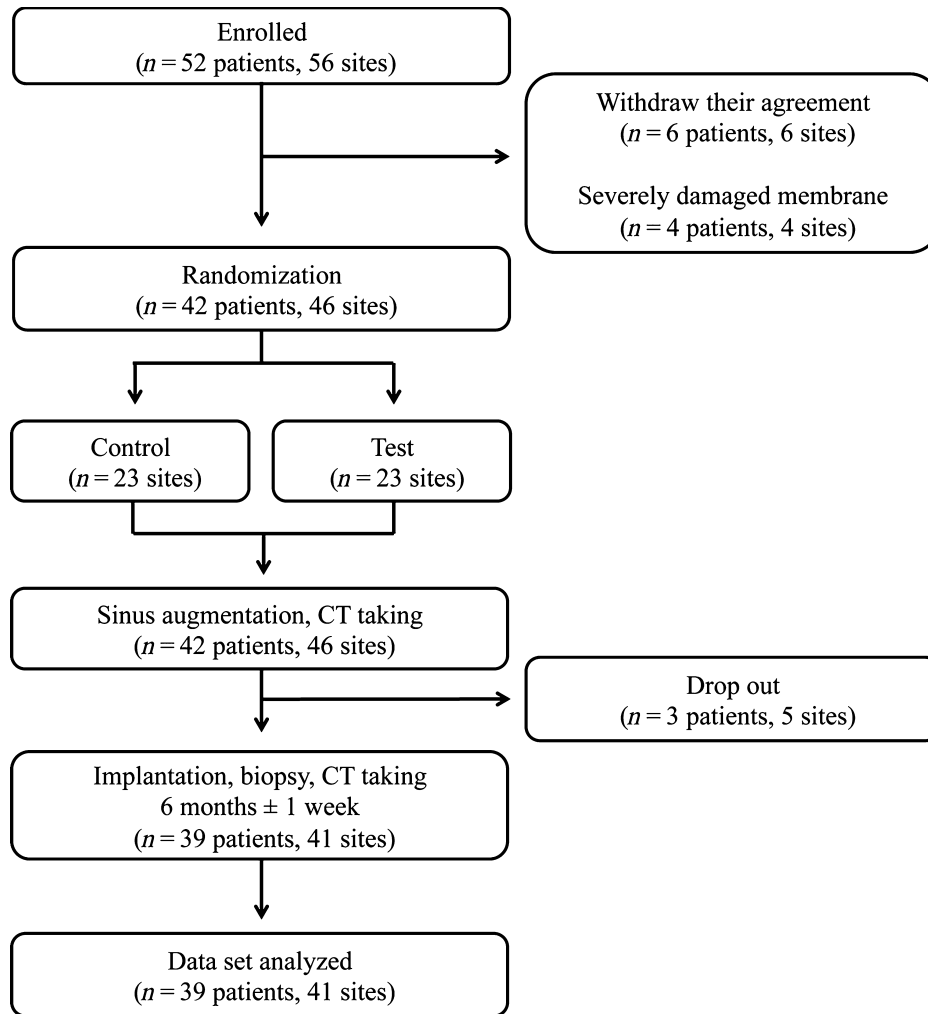 Enrolled
(n = 52 patients, 56 sites)
Withdraw their agreement
(n = 6 patients, 6 sites)
Severely damaged membrane
(n = 4 patients, 4 sites)
Randomization
(n = 42 patients, 46 sites)
Control
(n = 23 sites)
Test
(n = 23 sites)
Sinus augmentation, CT taking
(n = 42 patients, 46 sites)
Drop out
(n = 3 patients, 5 sites)
Implantation, biopsy, CT taking
6 months ± 1 week
(n = 39 patients, 41 sites)
Data set analyzed
(n = 39 patients, 41 sites)